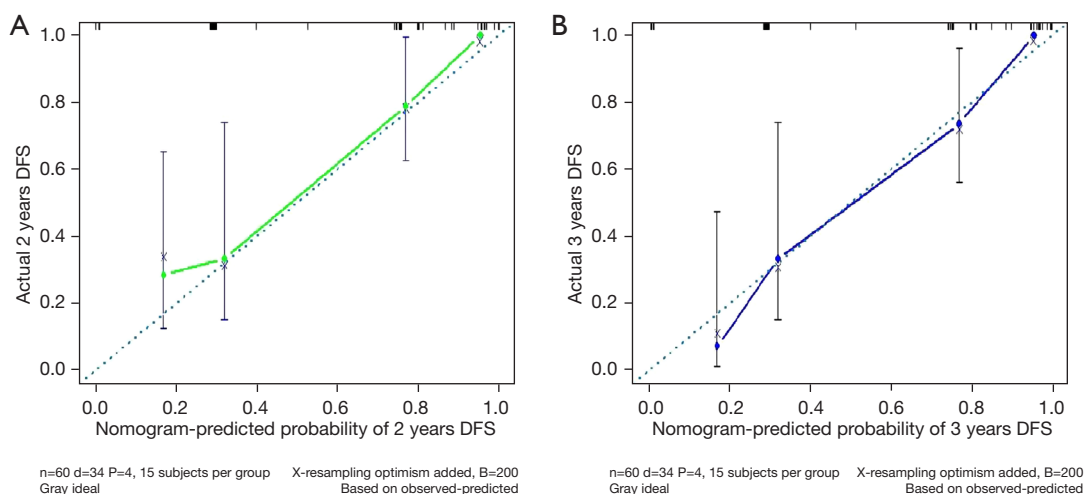 A
B
Actual 2 years DFS
1.0
0.8
0.6
0.4
0.2
0.0
0.0 0.2 0.4 0.6 0.8 1.0
Nomogram-predicted probability of 2 years DFS
n=60 d=34 P=4, 15 subjects per group X-resampling optimism added, B=200
Gray ideal Based on observed-predicted
Actual 3 years DFS
1.0
0.8
0.6
0.4
0.2
0.0
0.0 0.2 0.4 0.6 0.8 1.0
Nomogram-predicted probability of 3 years DFS
n=60 d=34 P=4, 15 subjects per group X-resampling optimism added, B=200
Gray ideal Based on observed-predicted